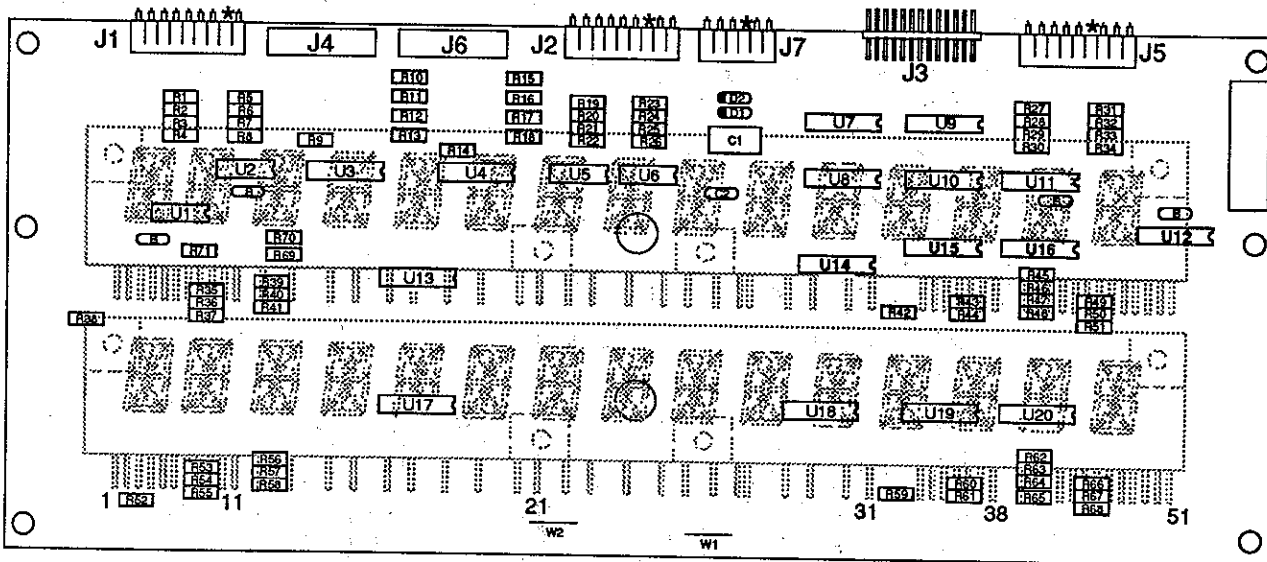 J1 * J4 J6 J2 * J7 * J3 J5 *
R10 R15
R1 R5 R11 R16 R19 R23 D2 R27 R31
R2 R6 R20 R24 D1 R28 R32
R3 R7 R12 R17 R21 R25 U7 U9 R29 R33
R4 R8 R9 R13 R18 R22 R26 C1 R30 R34
R14
U2 U3 U4 U5 U6 U8 U10 U11
B C2 B
U1 B U12
B R70 R71 R69 U15 U16
U13 U14
R35 R39 R45
R36 R40 R46 R43 R47 R49
R37 R41 R42 R44 R48 R50
R38 R51
U17 U18 U19 U20
R53 R56 R62
R54 R57 R63
R55 R58 R60 R64 R66
1 R52 11 21 31 R59 R61 38 R65 R67 51
R68
W2 W1